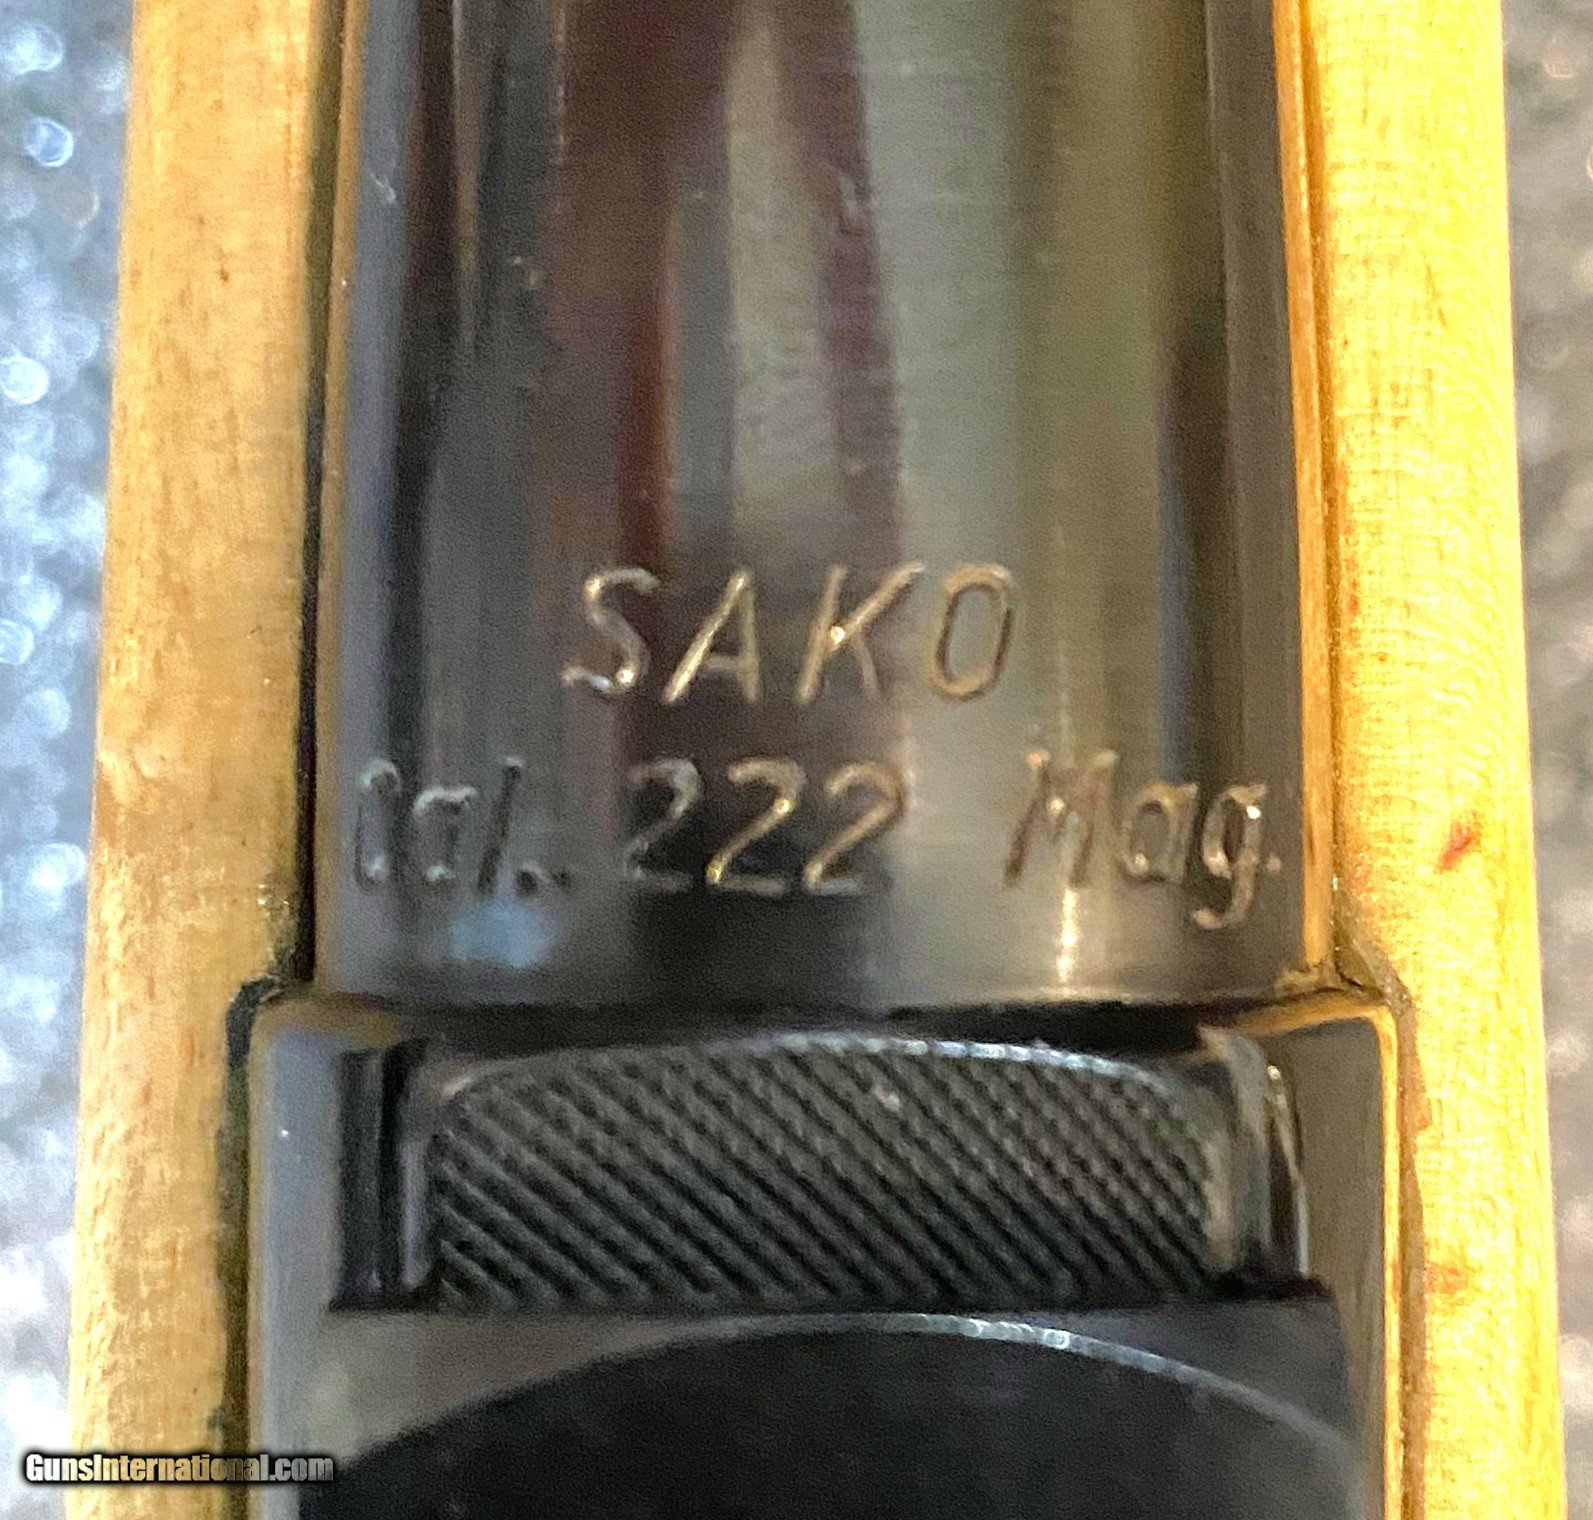 SAKO
Cal. .222 Mag.
GunsInternational.com